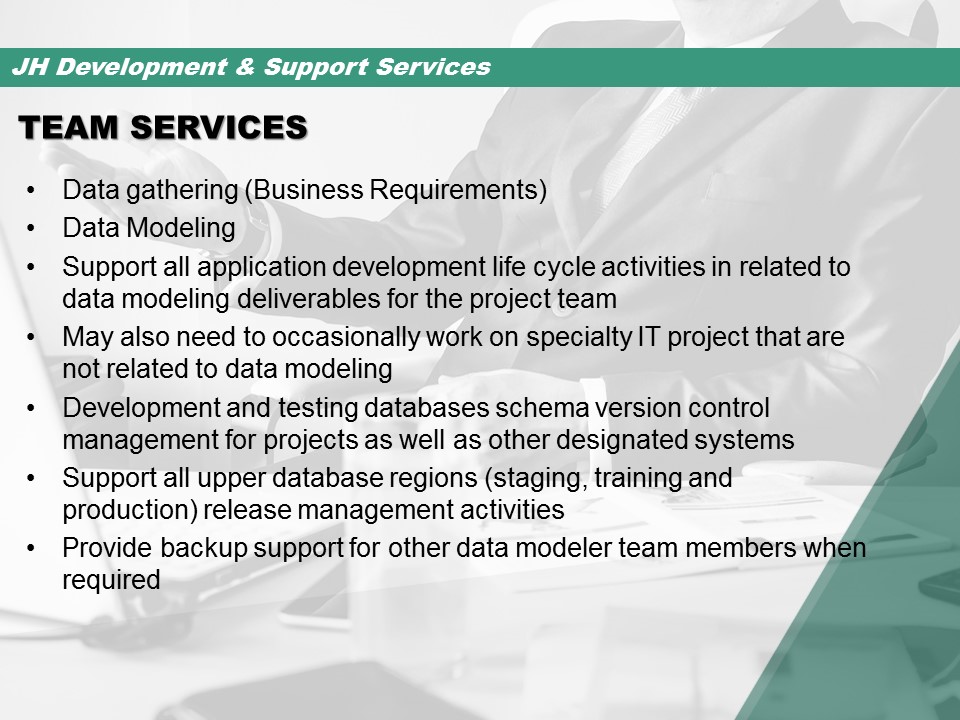 JH Development & Support Services
TEAM SERVICES
• Data gathering (Business Requirements)
• Data Modeling
• Support all application development life cycle activities in related to
data modeling deliverables for the project team
• May also need to occasionally work on specialty IT project that are
not related to data modeling
• Development and testing databases schema version control
management for projects as well as other designated systems
• Support all upper database regions (staging, training and
production) release management activities
• Provide backup support for other data modeler team members when
required